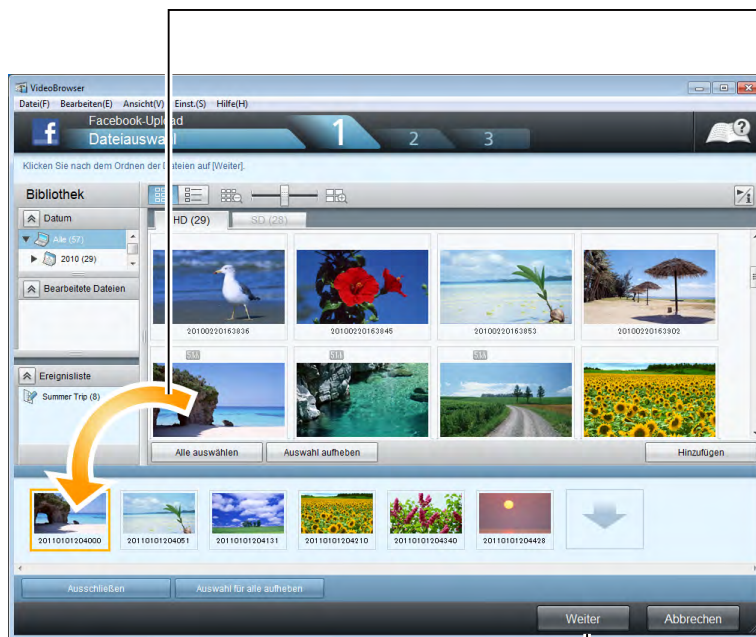 VideoBrowser
Datei(F) Bearbeiten(E) Ansicht(V) Einst.(S) Hilfe(H)
Facebook-Upload
Dateiauswahl
1 2 3
Klicken Sie nach dem Ordnen der Dateien auf [Weiter].
Bibliothek
Datum
HD (29) SD (28)
Alle (57)
2010 (29)
Bearbeitete Dateien
20100220163836 20100220163845 20100220163853 20100220163902
Ereignisliste
Summer Trip (8)
Alle auswählen Auswahl aufheben Hinzufügen
20110101204000 20110101204051 20110101204131 20110101204210 20110101204340 20110101204428
Ausschließen Auswahl für alle aufheben
Weiter Abbrechen